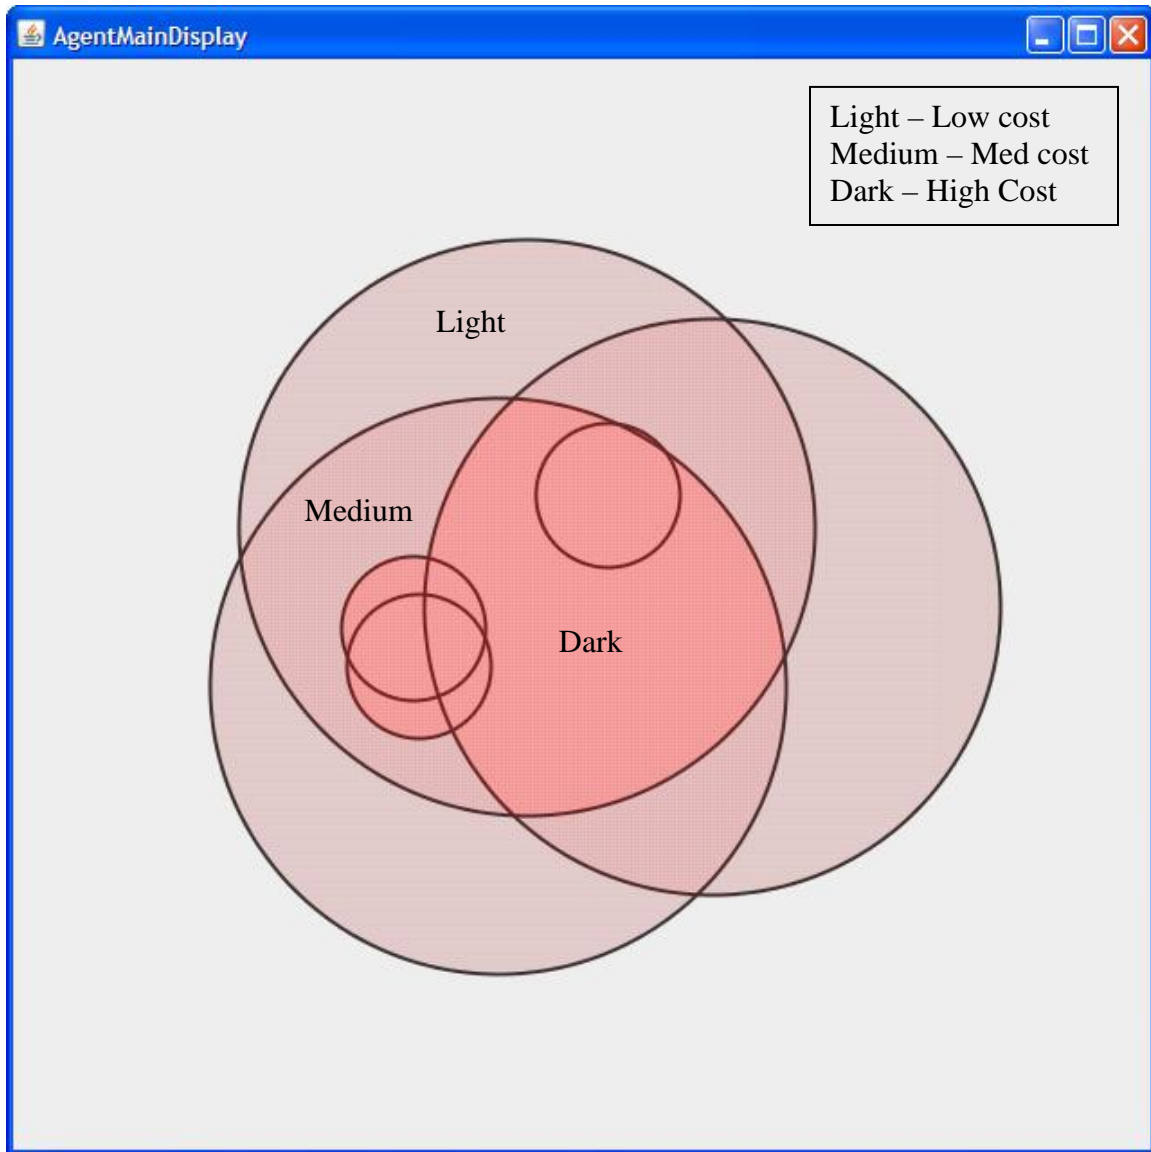 AgentMainDisplay
Light – Low cost
Medium – Med cost
Dark – High Cost
Light
Medium
Dark